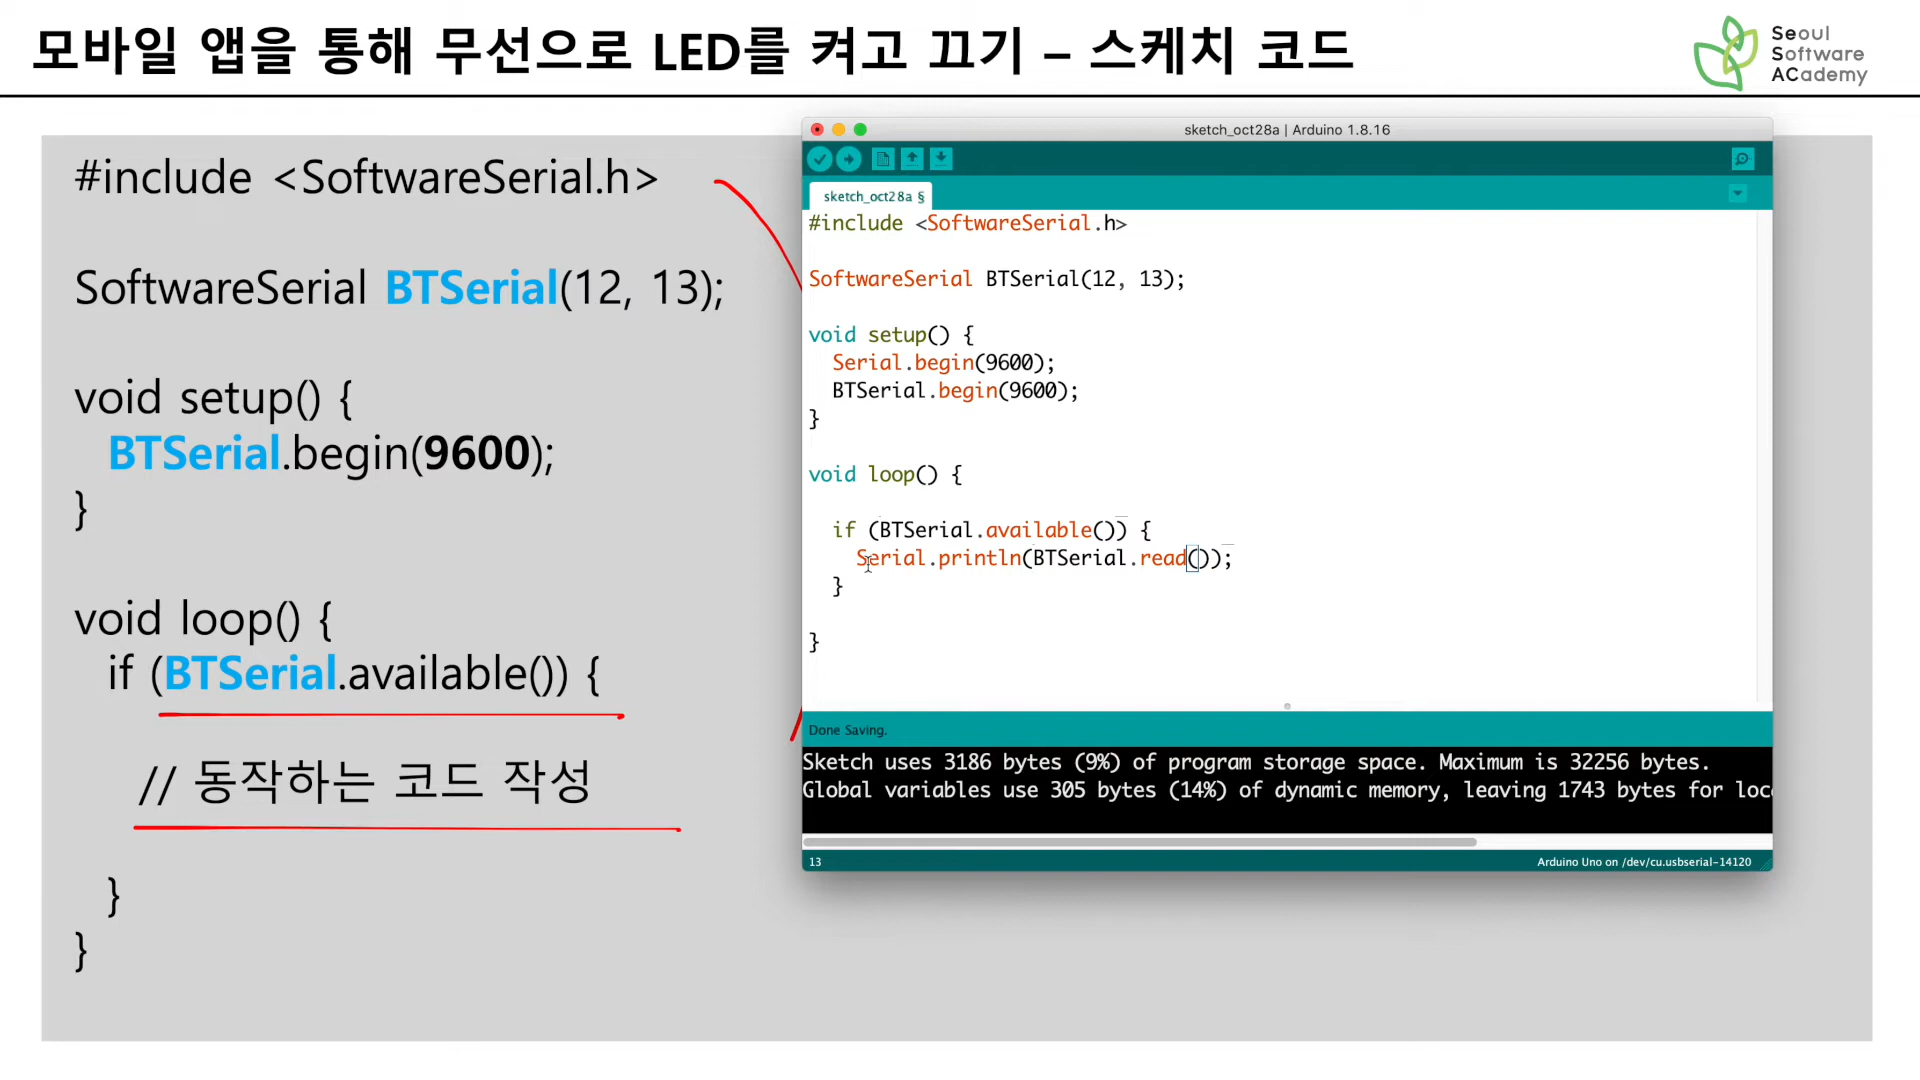 모바일 앱을 통해 무선으로 LED를 켜고 끄기 – 스케치 코드
Seoul
Software
ACademy
#include <SoftwareSerial.h>
SoftwareSerial BTSerial(12, 13);
void setup() {
BTSerial.begin(9600);
}
void loop() {
if (BTSerial.available()) {
// 동작하는 코드 작성
}
}
sketch_oct28a | Arduino 1.8.16
sketch_oct28a §
#include <SoftwareSerial.h>
SoftwareSerial BTSerial(12, 13);
void setup() {
Serial.begin(9600);
BTSerial.begin(9600);
}
void loop() {
if (BTSerial.available()) {
Serial.println(BTSerial.read());
}
}
Done Saving.
Sketch uses 3186 bytes (9%) of program storage space. Maximum is 32256 bytes.
Global variables use 305 bytes (14%) of dynamic memory, leaving 1743 bytes for loc
13
Arduino Uno on /dev/cu.usbserial-14120